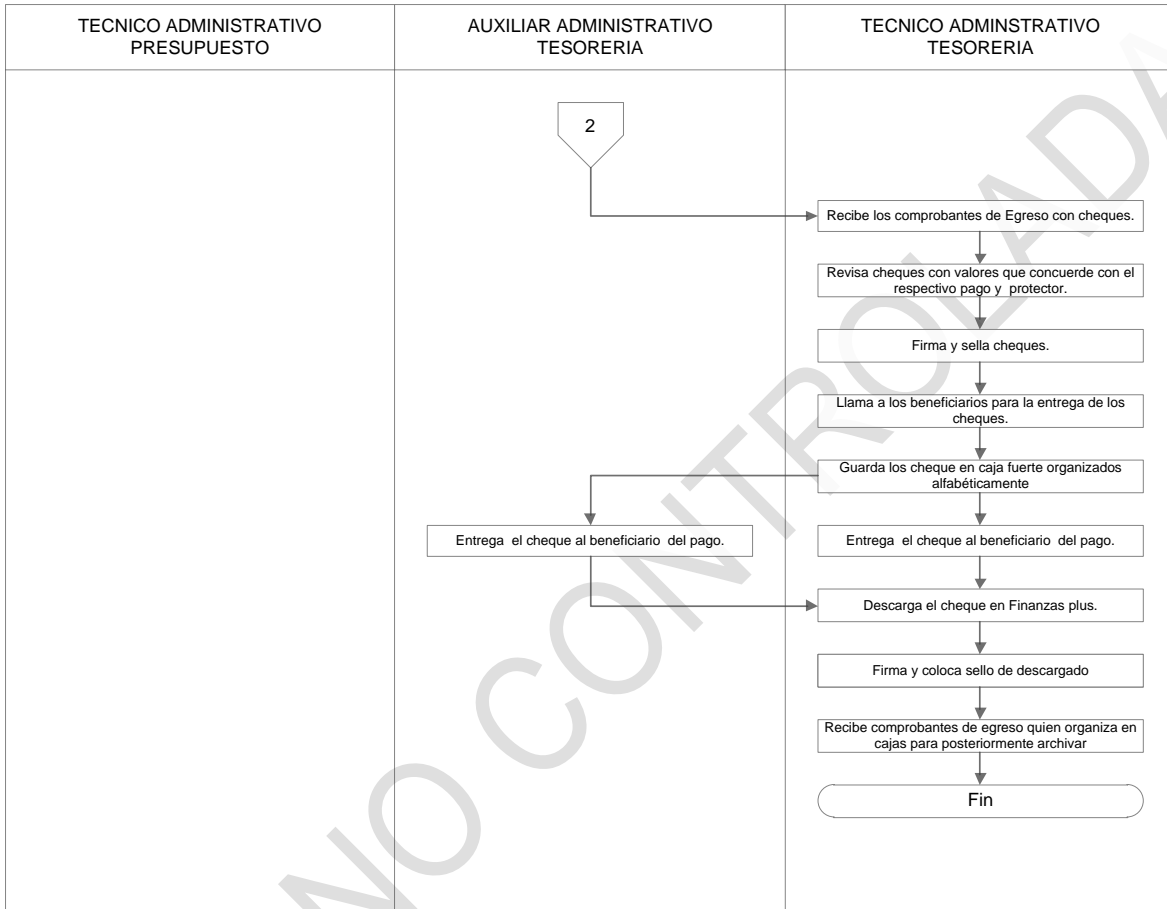 TECNICO ADMINISTRATIVO
PRESUPUESTO
AUXILIAR ADMINISTRATIVO
TESORERIA
TECNICO ADMINSTRATIVO
TESORERIA
2
Recibe los comprobantes de Egreso con cheques.
Revisa cheques con valores que concuerde con el
respectivo pago y protector.
Firma y sella cheques.
Llama a los beneficiarios para la entrega de los
cheques.
Guarda los cheque en caja fuerte organizados
alfabéticamente
Entrega el cheque al beneficiario del pago.
Entrega el cheque al beneficiario del pago.
Descarga el cheque en Finanzas plus.
Firma y coloca sello de descargado
Recibe comprobantes de egreso quien organiza en
cajas para posteriormente archivar
Fin
NO CONTROLADA